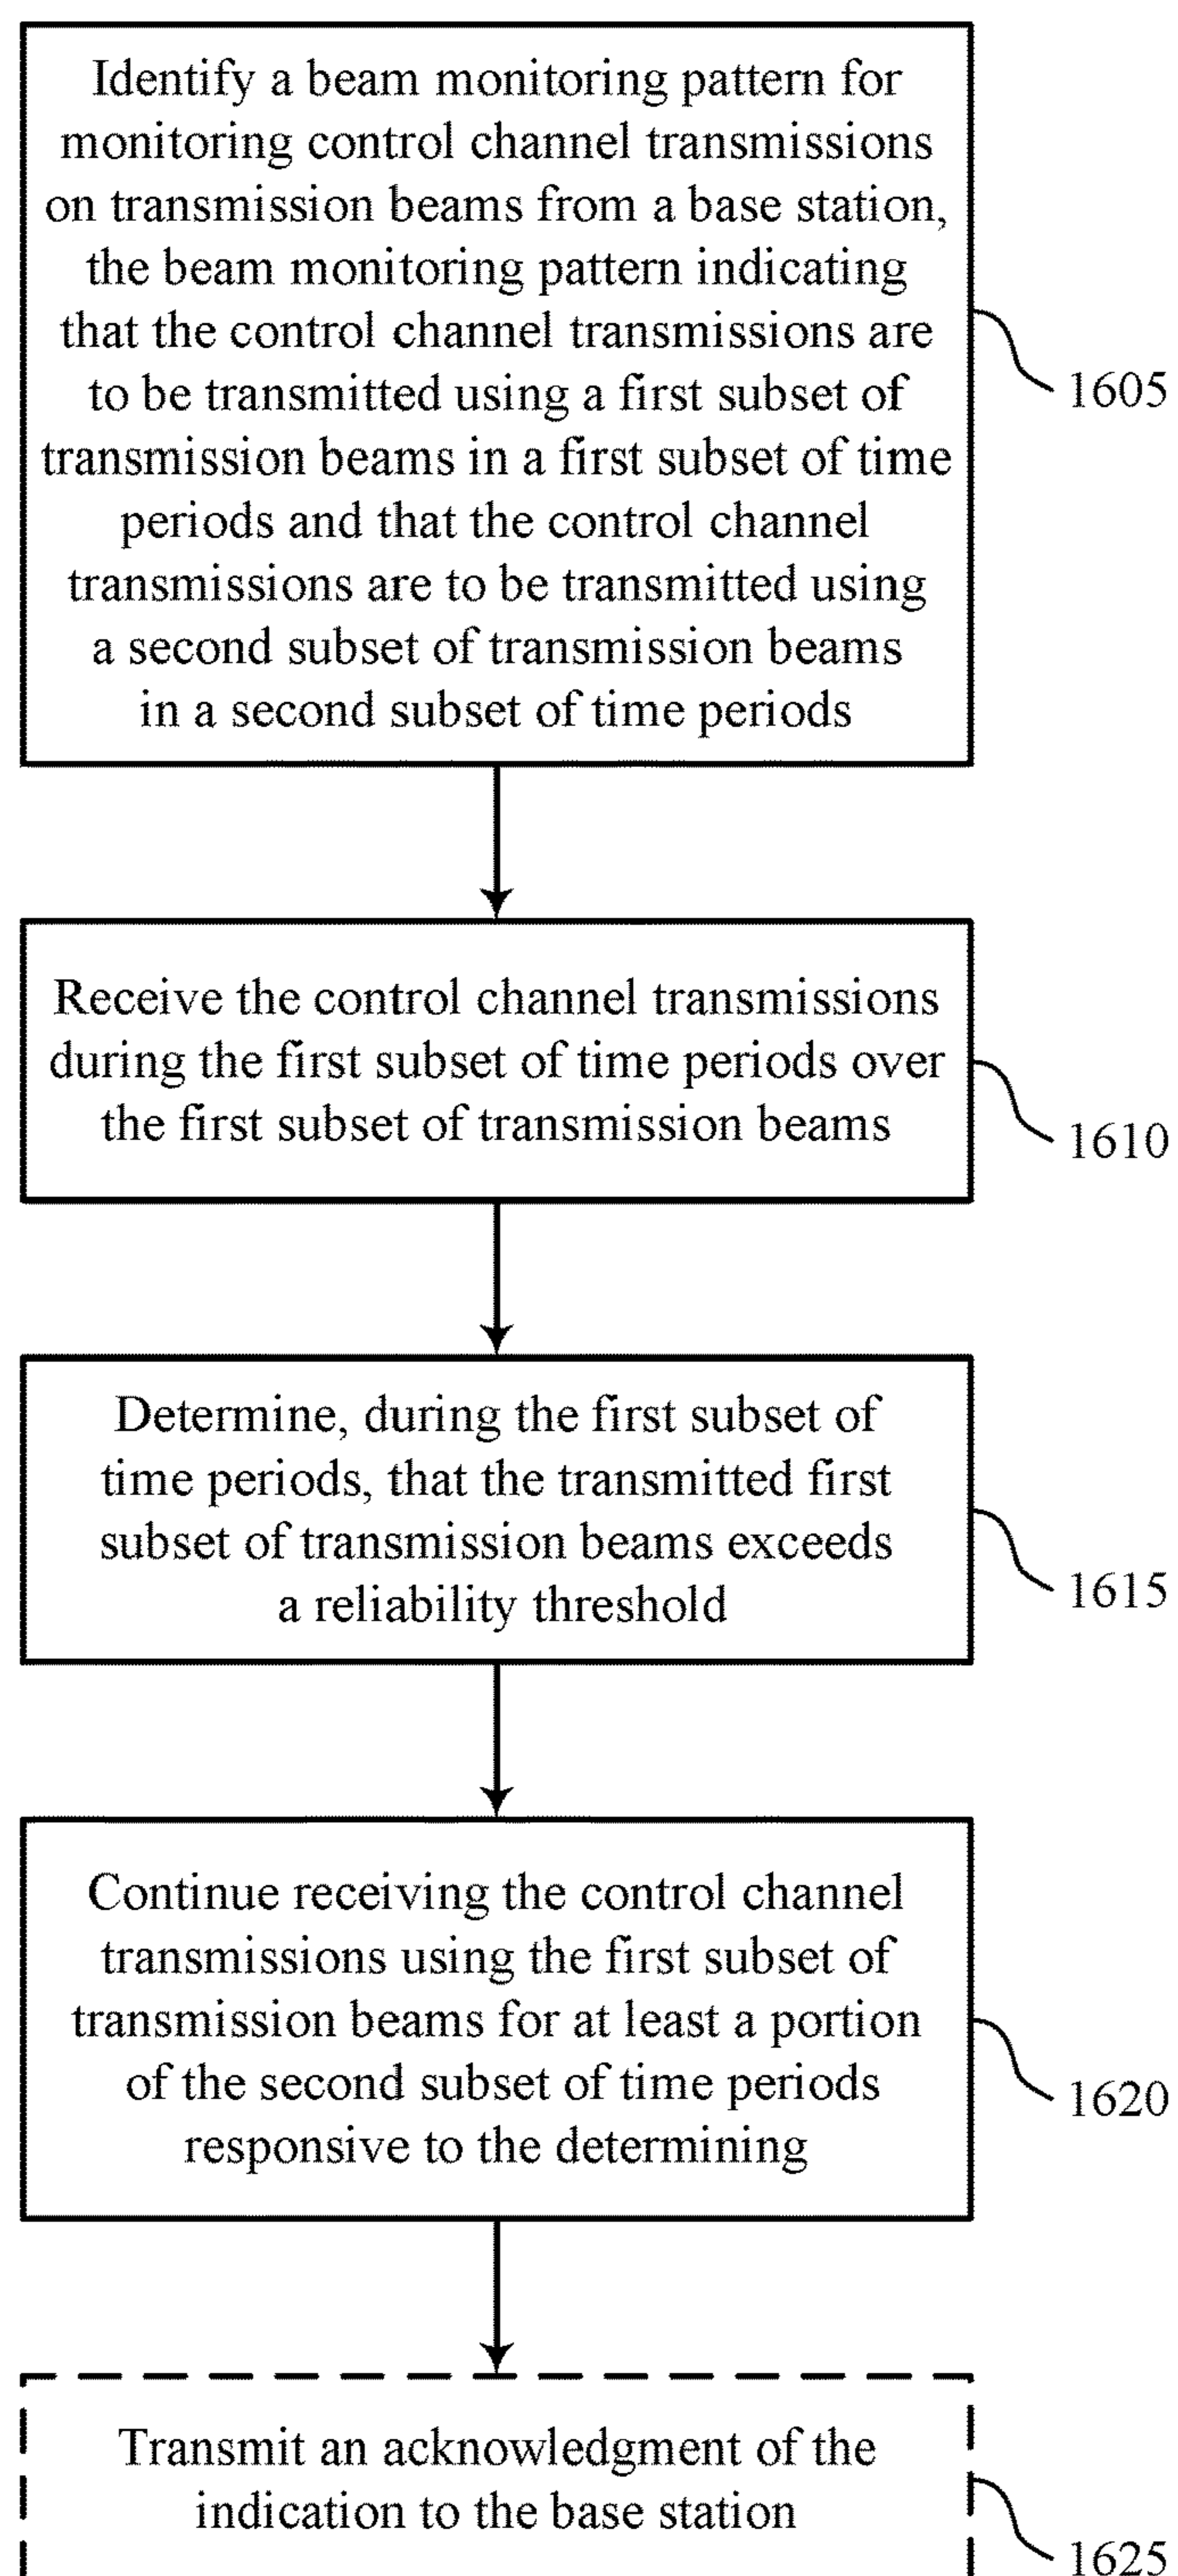 Identify a beam monitoring pattern for
monitoring control channel transmissions
on transmission beams from a base station,
the beam monitoring pattern indicating
that the control channel transmissions are
to be transmitted using a first subset of
transmission beams in a first subset of time
periods and that the control channel
transmissions are to be transmitted using
a second subset of transmission beams
in a second subset of time periods
1605
Receive the control channel transmissions
during the first subset of time periods over
the first subset of transmission beams
1610
Determine, during the first subset of
time periods, that the transmitted first
subset of transmission beams exceeds
a reliability threshold
1615
Continue receiving the control channel
transmissions using the first subset of
transmission beams for at least a portion
of the second subset of time periods
responsive to the determining
1620
Transmit an acknowledgment of the
indication to the base station
1625